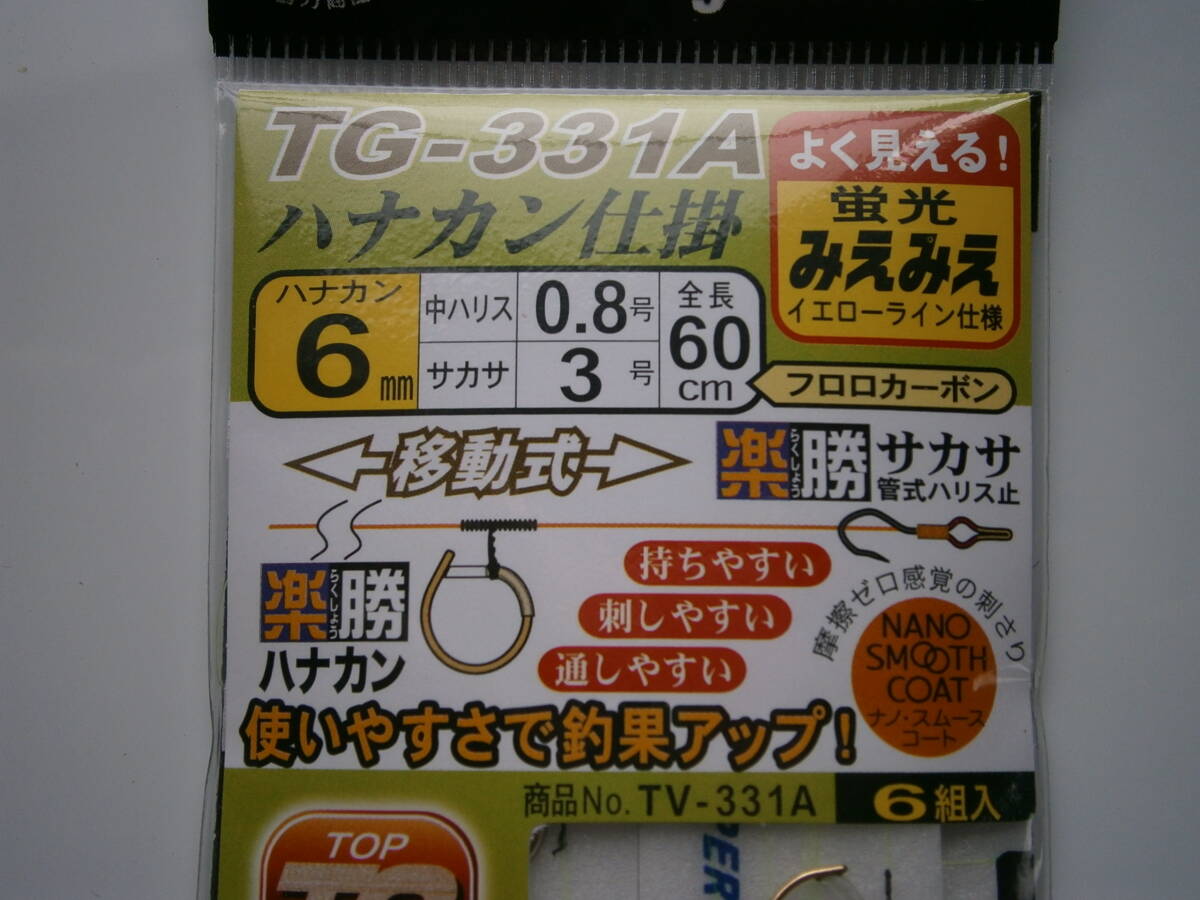 TG-331A
ハナカン仕掛
よく見える!
蛍光
みえみえ
イエローライン仕様
ハナカン
6mm
中ハリス 0.8号
サカサ 3号
全長
60
cm
フロロカーボン
移動式
楽らくしょう勝
サカサ
管式ハリス止
楽らくしょう勝
ハナカン
持ちやすい
刺しやすい
通しやすい
摩擦ゼロ感覚の刺さり
NANO
SMOOTH
COAT
ナノ・スムース
コート
使いやすさで釣果アップ!
商品No. TV-331A
6組入
TOP